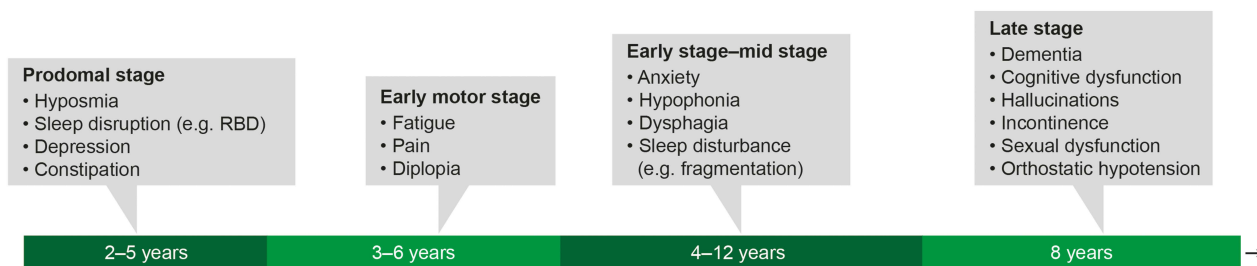 Prodomal stage
• Hyposmia
• Sleep disruption (e.g. RBD)
• Depression
• Constipation
Early motor stage
• Fatigue
• Pain
• Diplopia
Early stage–mid stage
• Anxiety
• Hypophonia
• Dysphagia
• Sleep disturbance
(e.g. fragmentation)
Late stage
• Dementia
• Cognitive dysfunction
• Hallucinations
• Incontinence
• Sexual dysfunction
• Orthostatic hypotension
2–5 years
3–6 years
4–12 years
8 years